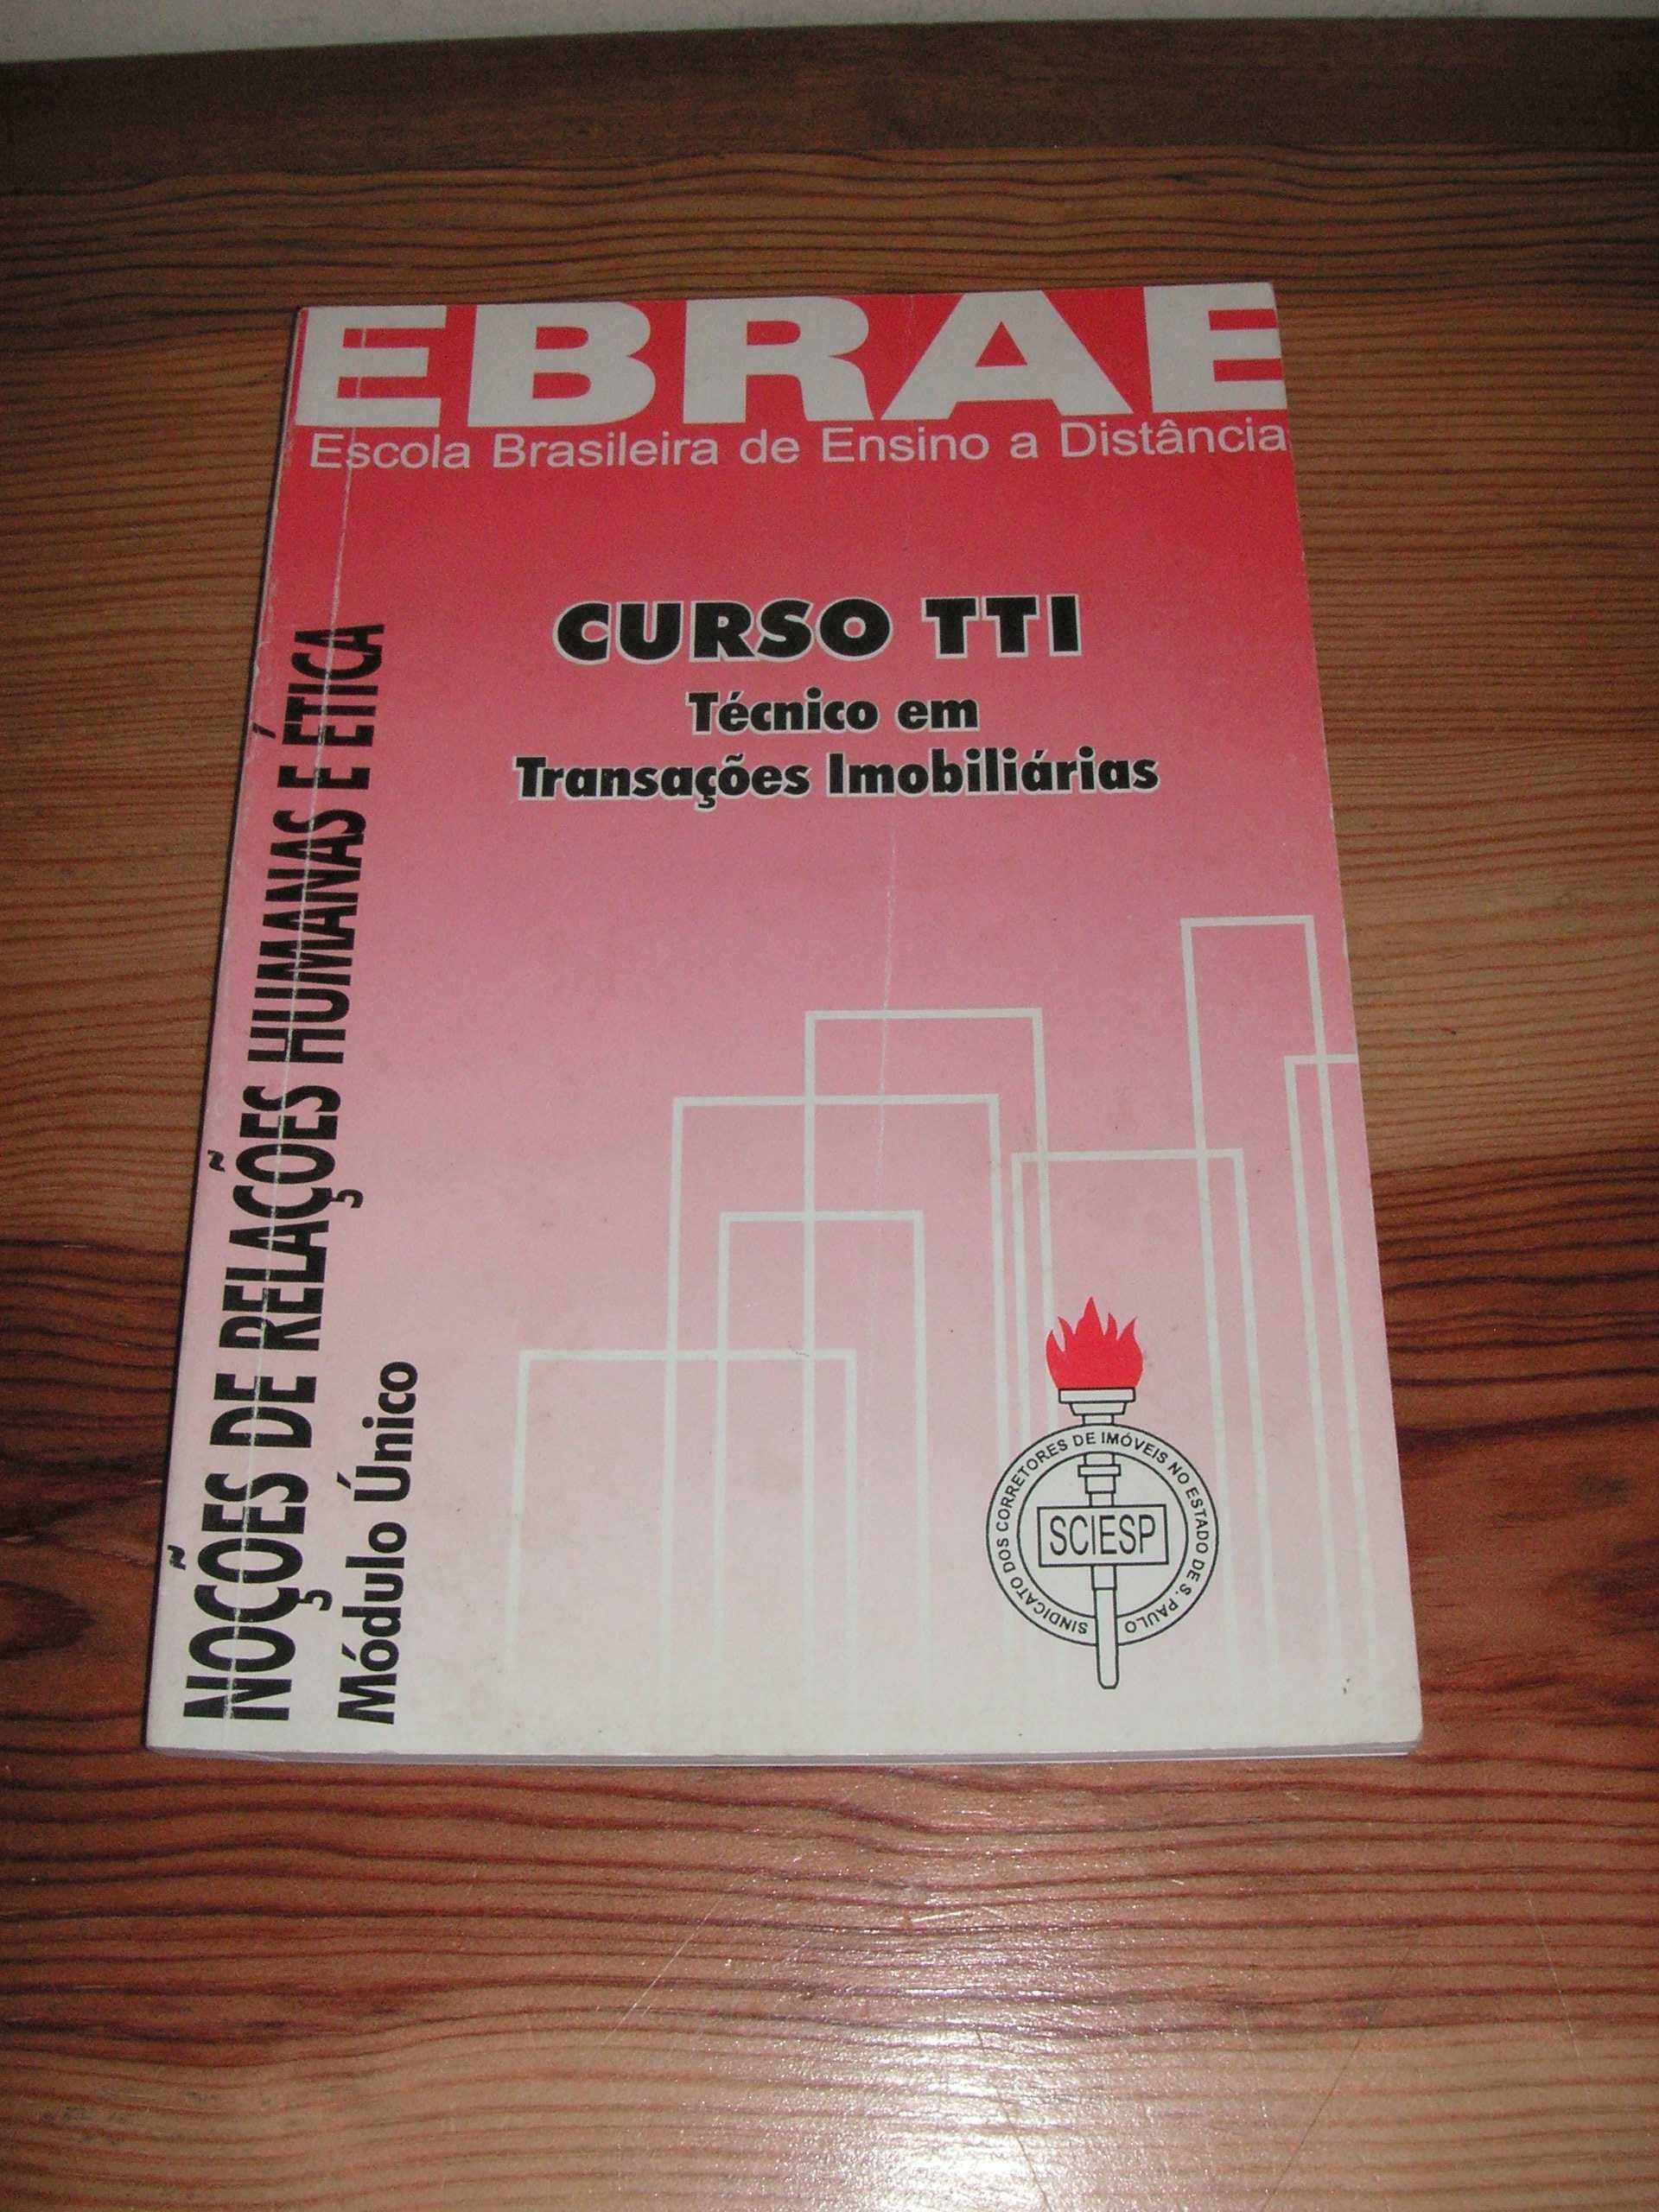 EBRAE
Escola Brasileira de Ensino a Distância
CURSO TTI
Técnico em
Transações Imobiliárias
NOÇÕES DE RELAÇÕES HUMANAS E ÉTICA
Módulo Único
SINDICATO DOS CORRETORES DE IMÓVEIS NO ESTADO DE S. PAULO
SCIESP